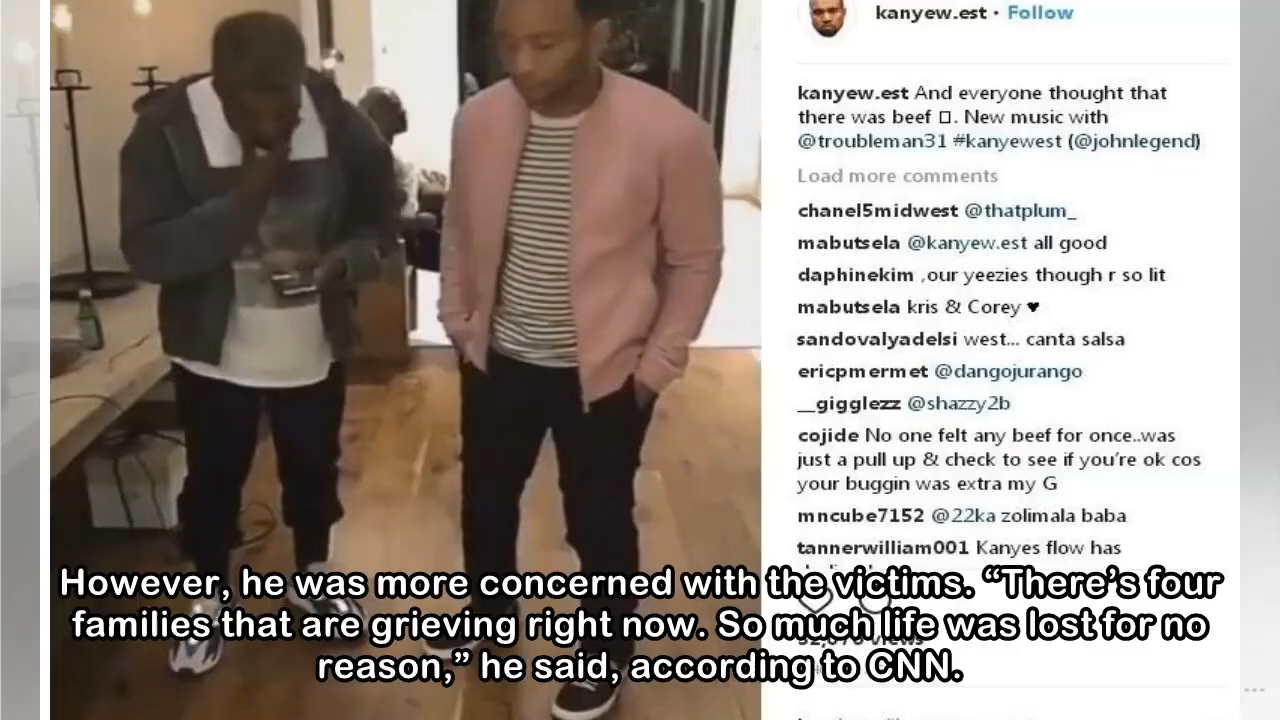 kanyew.est • Follow
kanyew.est And everyone thought that
there was beef □. New music with
@troubleman31 #kanyewest (@johnlegend)
Load more comments
chanel5midwest @thatplum_
mabutsela @kanyew.est all good
daphinekim ,our yeezies though r so lit
mabutsela kris & Corey ♥
sandovalyadelsi west... canta salsa
ericpmermet @dangojurango
__gigglezz @shazzy2b
cojide No one felt any beef for once..was
just a pull up & check to see if you’re ok cos
your buggin was extra my G
mncube7152 @22ka zolimala baba
tannerwilliam001 Kanyes flow has
However, he was more concerned with the victims. “There’s four
families that are grieving right now. So much life was lost for no
reason,” he said, according to CNN.